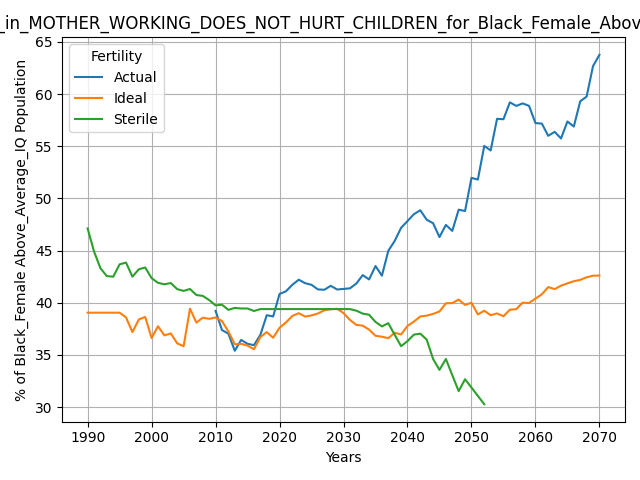 _in_MOTHER_WORKING_DOES_NOT_HURT_CHILDREN_for_Black_Female_Abov
Fertility
Actual
Ideal
Sterile
% of Black_Female Above_Average_IQ Population
65
60
55
50
45
40
35
30
1990 2000 2010 2020 2030 2040 2050 2060 2070
Years